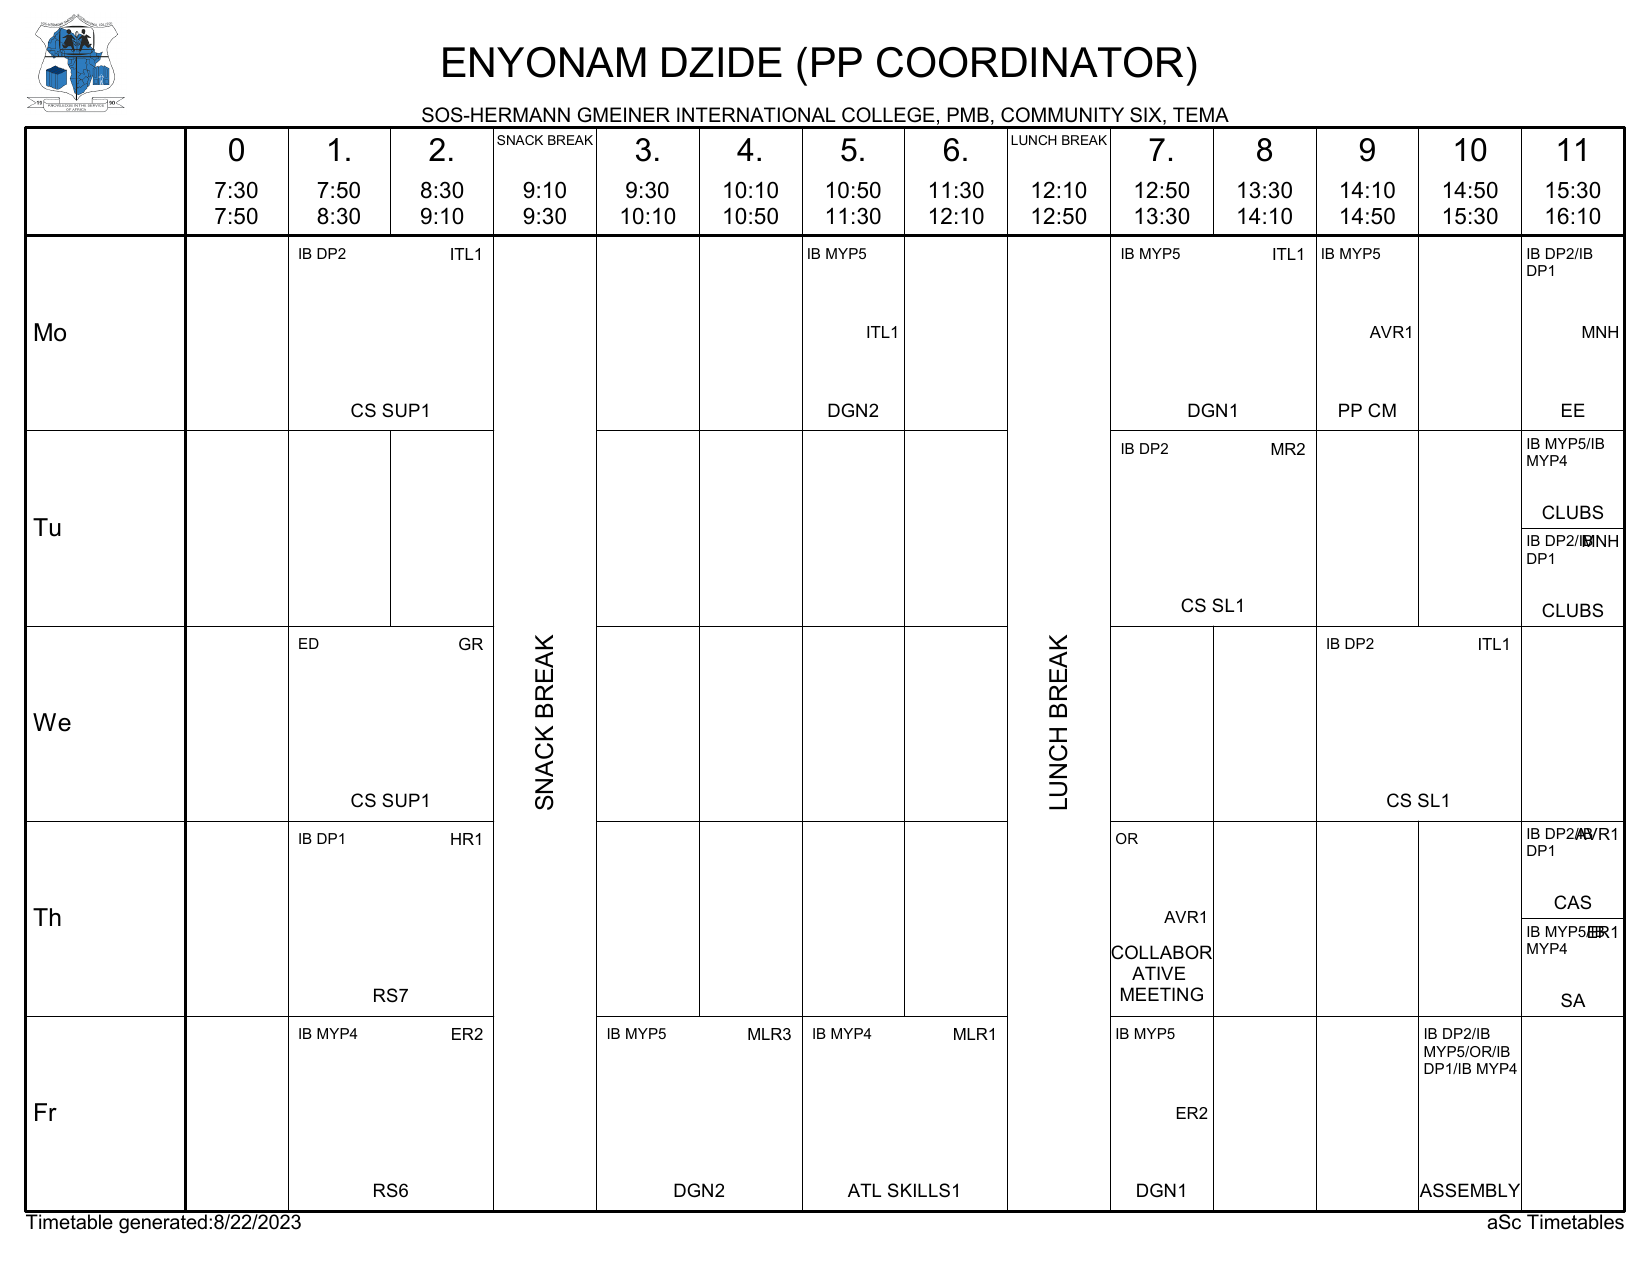 ENYONAM DZIDE (PP COORDINATOR)
SOS-HERMANN GMEINER INTERNATIONAL COLLEGE, PMB, COMMUNITY SIX, TEMA
19 KNOWLEDGE IN THE SERVICE 90
OF AFRICA
0 1. 2. SNACK BREAK 3. 4. 5. 6. LUNCH BREAK 7. 8 9 10 11
7:30 7:50 8:30 9:10 9:30 10:10 10:50 11:30 12:10 12:50 13:30 14:10 14:50 15:30
7:50 8:30 9:10 9:30 10:10 10:50 11:30 12:10 12:50 13:30 14:10 14:50 15:30 16:10
Mo
IB DP2 ITL1
CS SUP1
IB MYP5
ITL1
DGN2
IB MYP5 ITL1
DGN1
IB MYP5
AVR1
PP CM
IB DP2/IB
DP1
MNH
EE
Tu
IB DP2 MR2
CS SL1
IB MYP5/IB
MYP4
CLUBS
IB DP2/IB MNH
DP1
CLUBS
We
ED GR
CS SUP1
SNACK BREAK
LUNCH BREAK
IB DP2 ITL1
CS SL1
Th
IB DP1 HR1
RS7
OR
AVR1
COLLABOR
ATIVE
MEETING
IB DP2/IB AVR1
DP1
CAS
IB MYP5/IB ER1
MYP4
SA
Fr
IB MYP4 ER2
RS6
IB MYP5 MLR3
DGN2
IB MYP4 MLR1
ATL SKILLS1
IB MYP5
ER2
DGN1
IB DP2/IB
MYP5/OR/IB
DP1/IB MYP4
ASSEMBLY
Timetable generated:8/22/2023
aSc Timetables